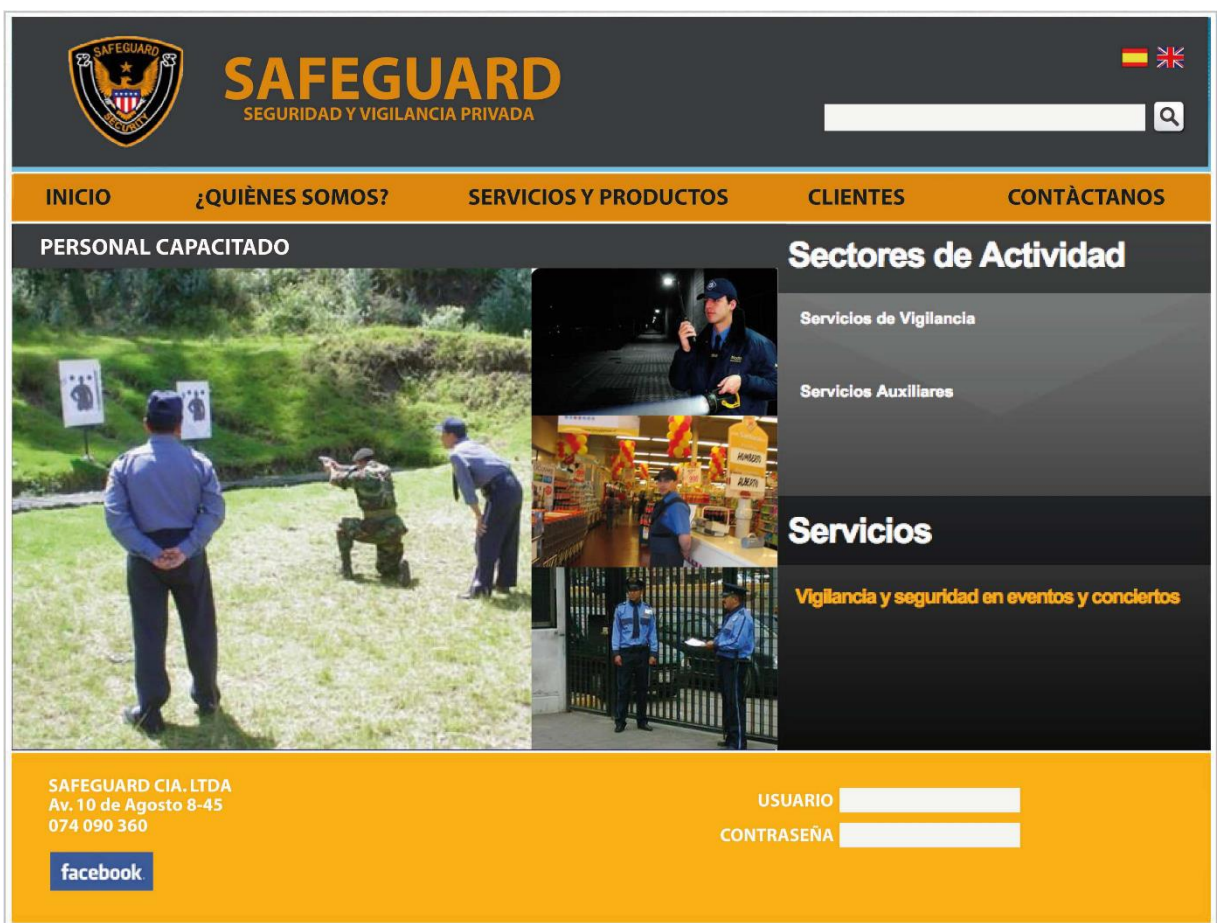 SAFEGUARD
SECURITY
SAFEGUARD
SEGURIDAD Y VIGILANCIA PRIVADA
INICIO ¿QUIÈNES SOMOS? SERVICIOS Y PRODUCTOS CLIENTES CONTÀCTANOS
PERSONAL CAPACITADO
Sectores de Actividad
Servicios de Vigilancia
Servicios Auxiliares
Servicios
Vigilancia y seguridad en eventos y conciertos
SAFEGUARD CIA. LTDA
Av. 10 de Agosto 8-45
074 090 360
USUARIO
CONTRASEÑA
facebook.